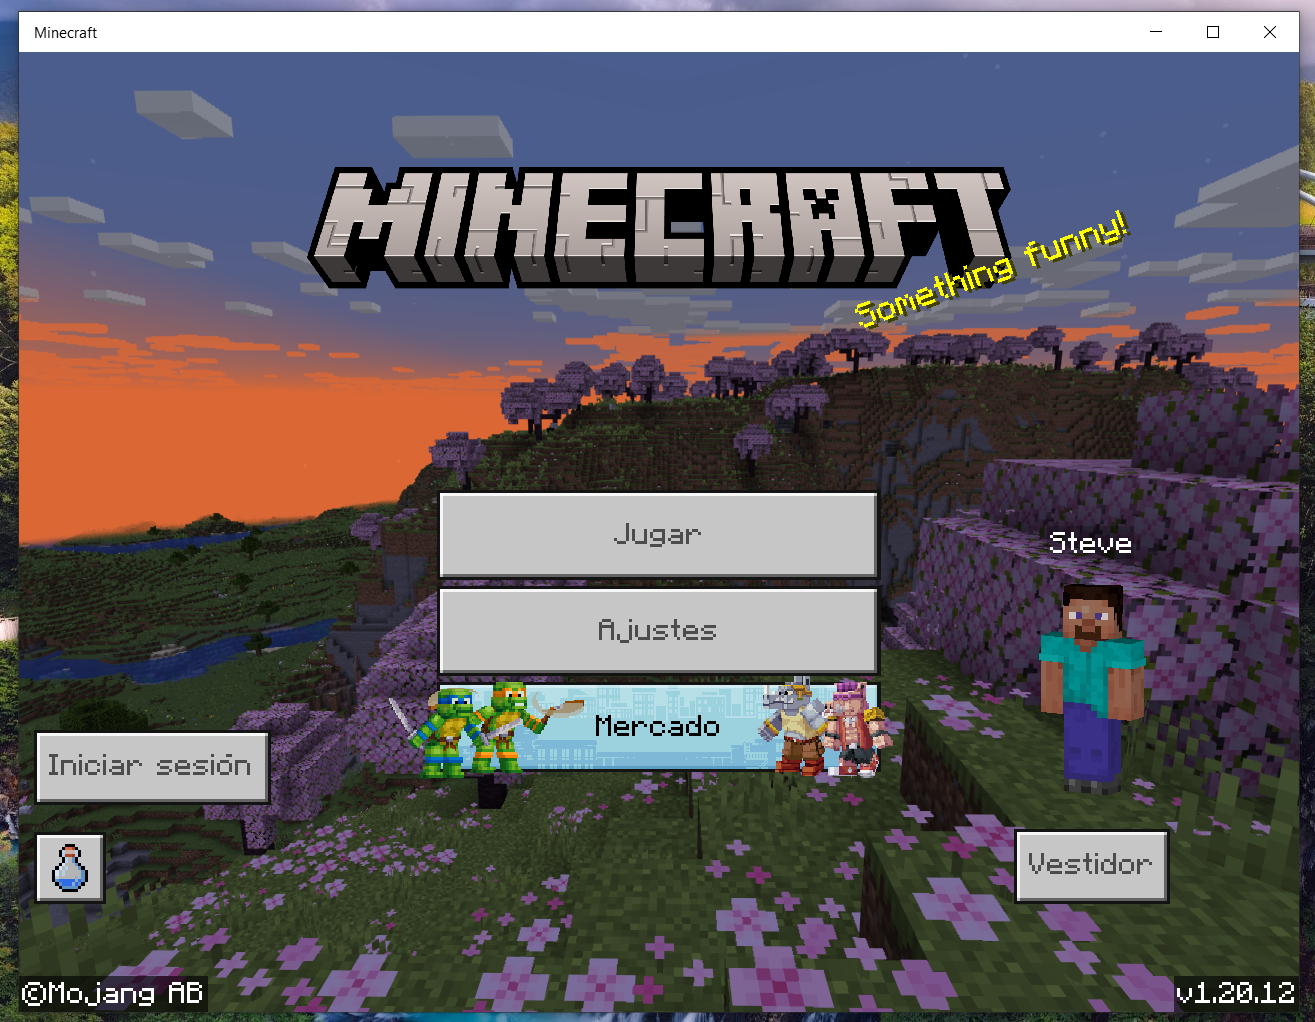 Minecraft
MINECRAFT
Something funny!
Jugar
Steve
Ajustes
Mercado
Iniciar sesión
Vestidor
©Mojang AB
v1.20.12